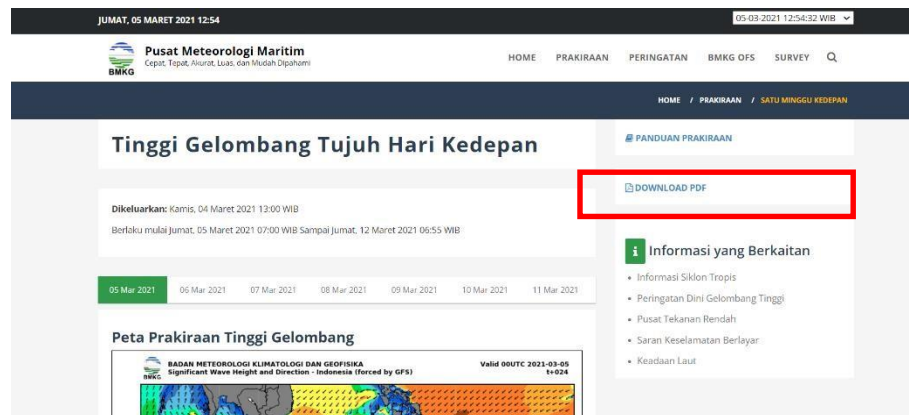 JUMAT, 05 MARET 2021 12:54
05-03-2021 12:54:32 WIB
BMKG
Pusat Meteorologi Maritim
Cepat, Tepat, Akurat, Luas, dan Mudah Dipahami
HOME PRAKIRAAN PERINGATAN BMKG OFS SURVEY
HOME / PRAKIRAAN / SATU MINGGU KEDEPAN
Tinggi Gelombang Tujuh Hari Kedepan
PANDUAN PRAKIRAAN
DOWNLOAD PDF
Dikeluarkan: Kamis, 04 Maret 2021 13:00 WIB
Berlaku mulai Jumat, 05 Maret 2021 07:00 WIB Sampai Jumat, 12 Maret 2021 06:55 WIB
i Informasi yang Berkaitan
Informasi Siklon Tropis
Peringatan Dini Gelombang Tinggi
Pusat Tekanan Rendah
Saran Keselamatan Berlayar
Keadaan Laut
05 Mar 2021 06 Mar 2021 07 Mar 2021 08 Mar 2021 09 Mar 2021 10 Mar 2021 11 Mar 2021
Peta Prakiraan Tinggi Gelombang
BMKG
BADAN METEOROLOGI KLIMATOLOGI DAN GEOFISIKA
Significant Wave Height and Direction - Indonesia (forced by GFS)
Valid 00UTC 2021-03-05
t+024